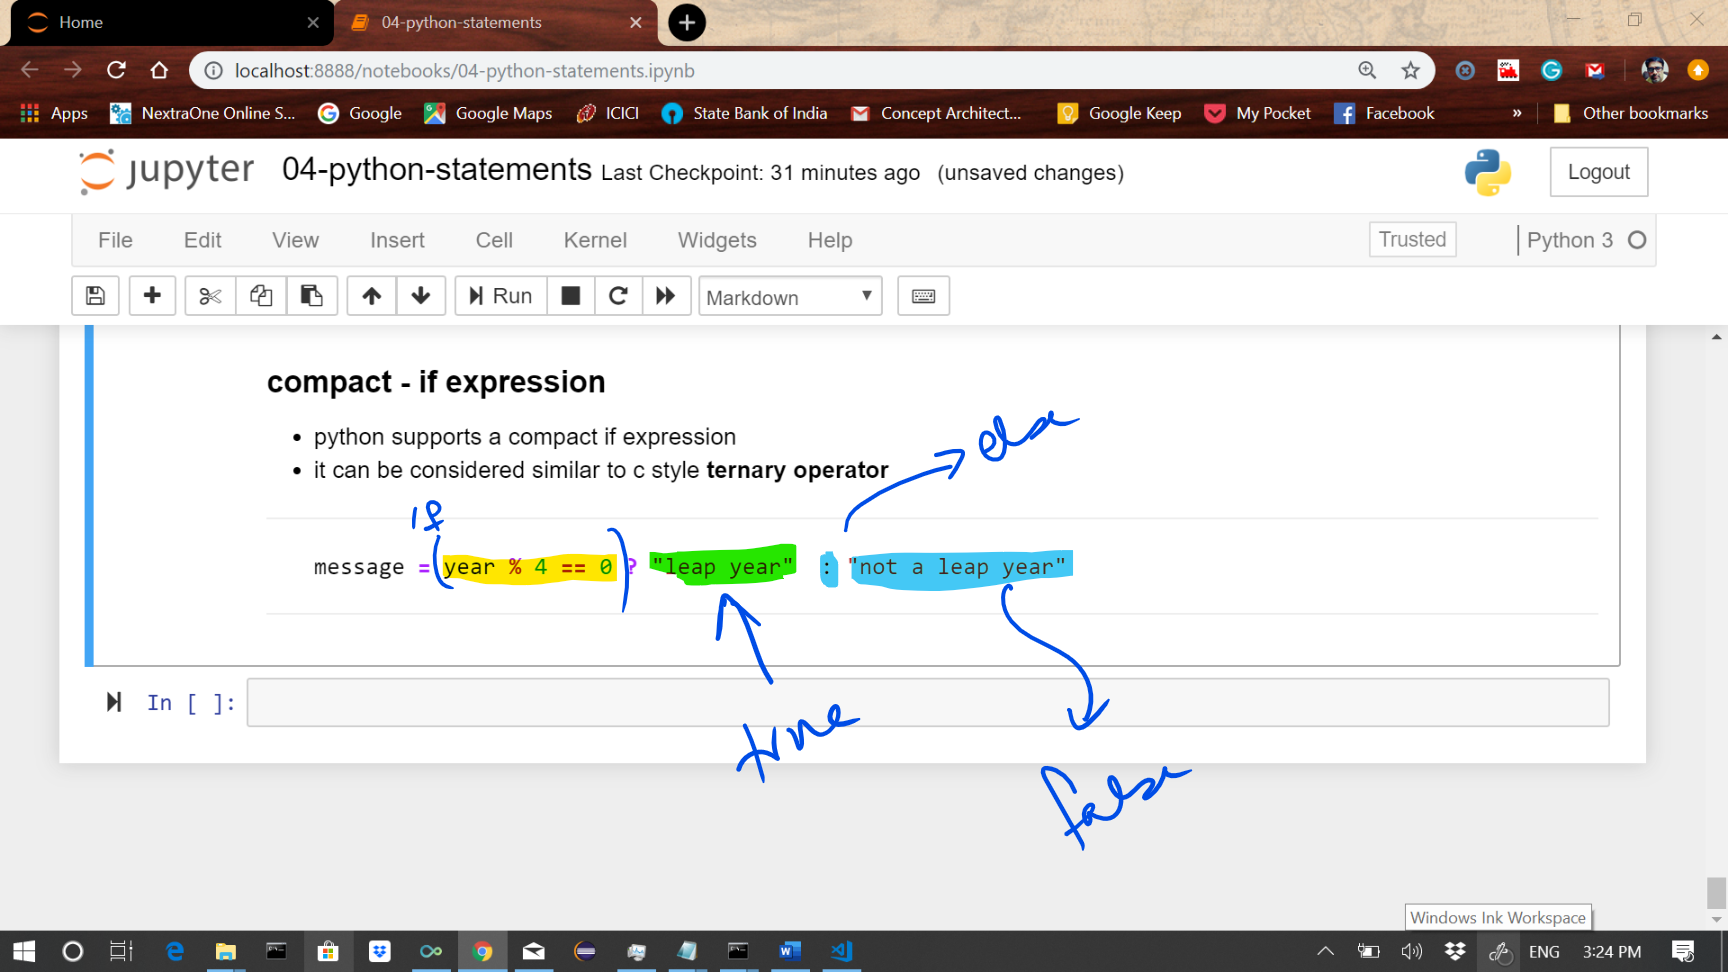 Home
04-python-statements
localhost:8888/notebooks/04-python-statements.ipynb
Apps NextraOne Online S... Google Google Maps ICICI State Bank of India Concept Architect... Google Keep My Pocket Facebook » Other bookmarks
jupyter 04-python-statements Last Checkpoint: 31 minutes ago (unsaved changes) Logout
File Edit View Insert Cell Kernel Widgets Help Trusted Python 3
Run Markdown
compact - if expression
else
• python supports a compact if expression
• it can be considered similar to c style ternary operator
if
message = (year % 4 == 0) ? "leap year" : "not a leap year"
In [ ]:
true
false
Windows Ink Workspace
ENG 3:24 PM